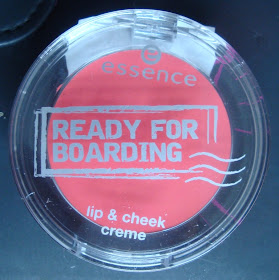 essence
READY FOR
BOARDING
lip & cheek
creme